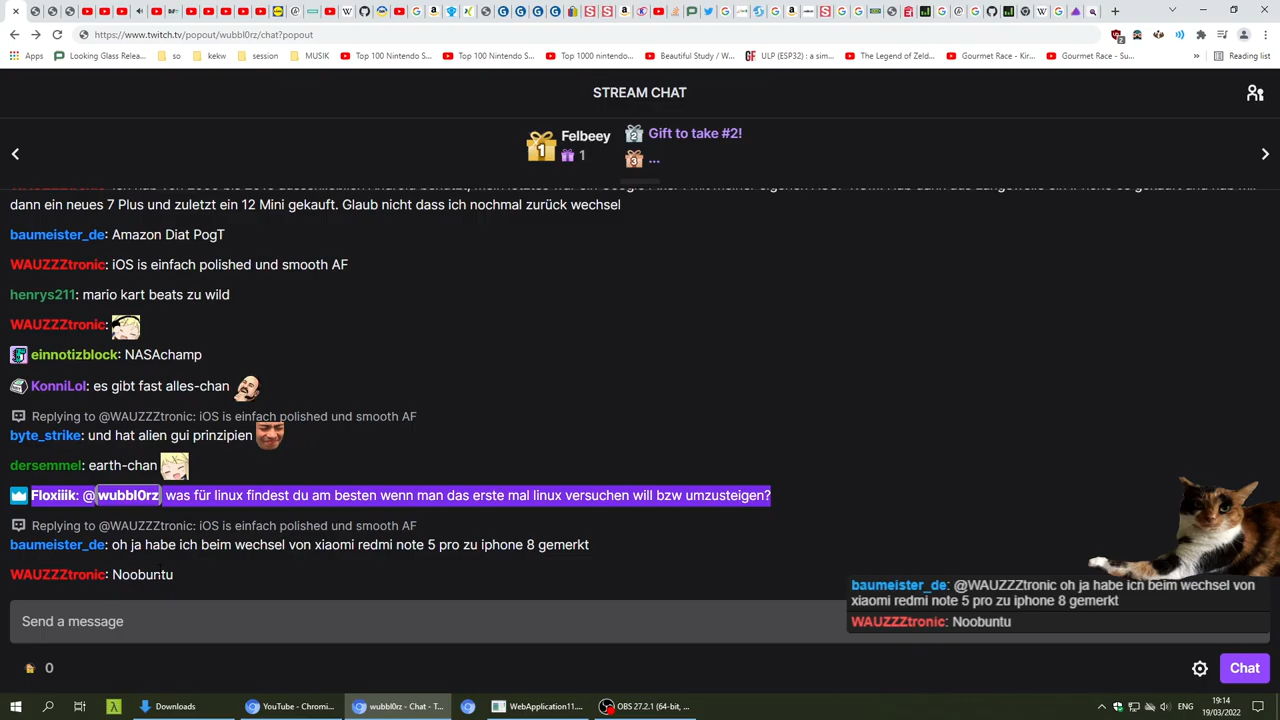 https://www.twitch.tv/popout/wubbl0rz/chat?popout
Apps
Looking Glass Relea...
so
kekw
session
MUSIK
Top 100 Nintendo S...
Top 100 Nintendo S...
Top 1000 nintendo...
Beautiful Study / W...
ULP (ESP32) : a sim...
The Legend of Zeld...
Gourmet Race - Kir...
Gourmet Race - Su...
»
Reading list
STREAM CHAT
Felbeey
1
1
2 Gift to take #2!
3 ...
dann ein neues 7 Plus und zuletzt ein 12 Mini gekauft. Glaub nicht dass ich nochmal zurück wechsel
baumeister_de: Amazon Diat PogT
WAUZZZtronic: iOS is einfach polished und smooth AF
henrys211: mario kart beats zu wild
WAUZZZtronic:
einnotizblock: NASAchamp
KonniLol: es gibt fast alles-chan
Replying to @WAUZZZtronic: iOS is einfach polished und smooth AF
byte_strike: und hat alien gui prinzipien
dersemmel: earth-chan
Floxiiik: @wubbl0rz was für linux findest du am besten wenn man das erste mal linux versuchen will bzw umzusteigen?
Replying to @WAUZZZtronic: iOS is einfach polished und smooth AF
baumeister_de: oh ja habe ich beim wechsel von xiaomi redmi note 5 pro zu iphone 8 gemerkt
WAUZZZtronic: Noobuntu
baumeister_de: @WAUZZZtronic oh ja habe ich beim wechsel von
xiaomi redmi note 5 pro zu iphone 8 gemerkt
WAUZZZtronic: Noobuntu
Send a message
0
Chat
Downloads
YouTube - Chromi...
wubbl0rz - Chat - T...
WebApplication11...
OBS 27.2.1 (64-bit, ...
ENG
19:14
19/03/2022